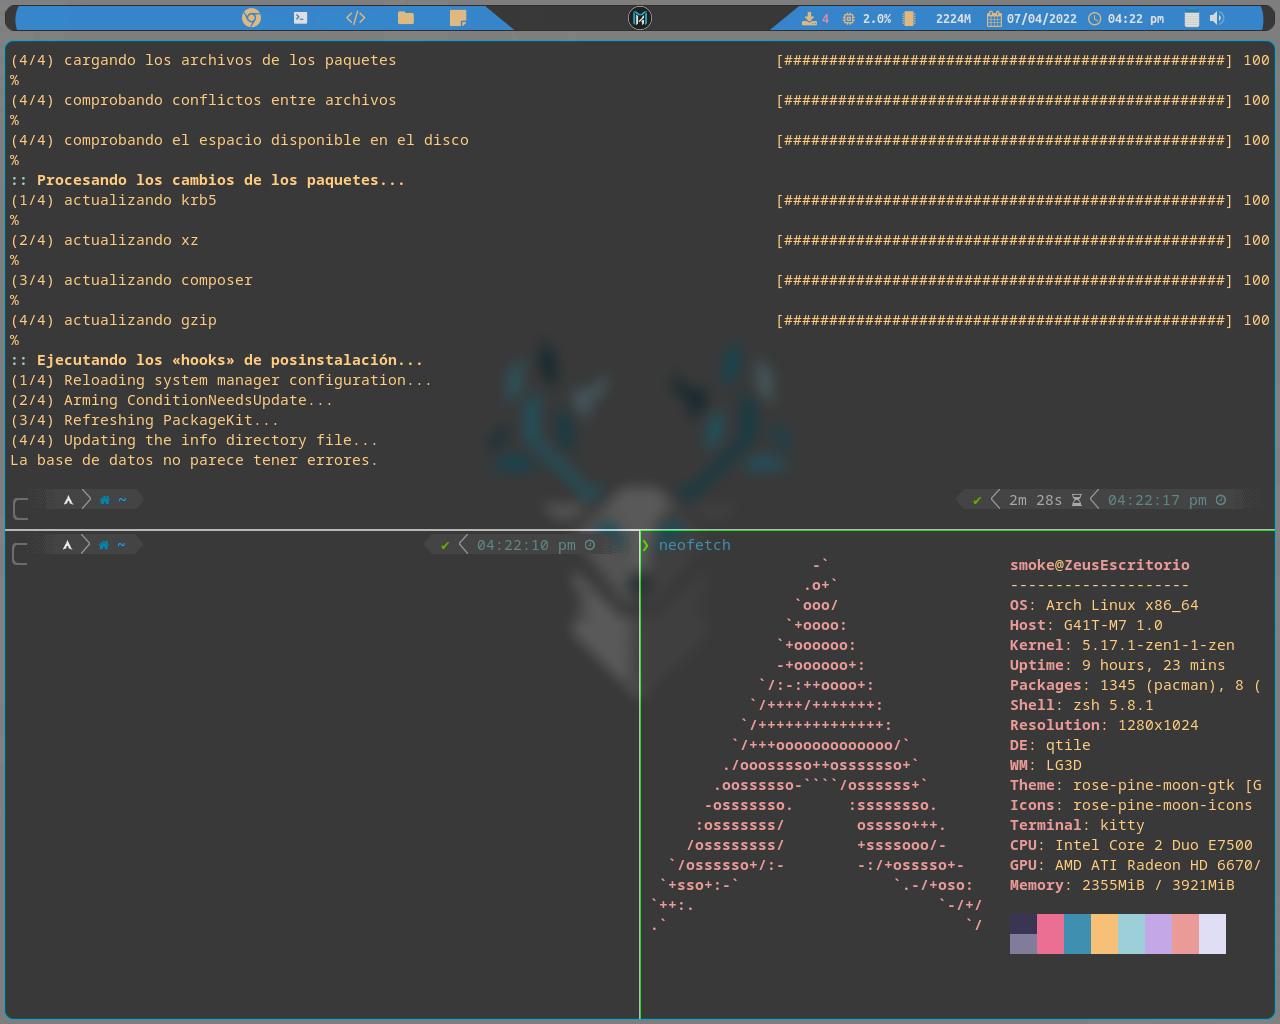 4 2.0% 2224M 07/04/2022 04:22 pm
(4/4) cargando los archivos de los paquetes [#################################################] 100
%
(4/4) comprobando conflictos entre archivos [#################################################] 100
%
(4/4) comprobando el espacio disponible en el disco [#################################################] 100
%
:: Procesando los cambios de los paquetes...
(1/4) actualizando krb5 [#################################################] 100
%
(2/4) actualizando xz [#################################################] 100
%
(3/4) actualizando composer [#################################################] 100
%
(4/4) actualizando gzip [#################################################] 100
%
:: Ejecutando los «hooks» de posinstalación...
(1/4) Reloading system manager configuration...
(2/4) Arming ConditionNeedsUpdate...
(3/4) Refreshing PackageKit...
(4/4) Updating the info directory file...
La base de datos no parece tener errores.
~ ✔ 2m 28s 04:22:17 pm
~ ✔ 04:22:10 pm
❯ neofetch
-`
.o+`
`ooo/
`+oooo:
`+oooooo:
-+oooooo+:
`/:-:++oooo+:
`/++++/+++++++:
`/++++++++++++++:
`/+++ooooooooooooo/`
./ooosssso++osssssso+`
.oossssso-````/ossssss+`
-osssssso. :ssssssso.
:osssssss/ osssso+++.
/ossssssss/ +ssssooo/-
`/ossssso+/:- -:/+osssso+-
`+sso+:-` `.-/+oso:
`++:. `-/+/
.` `/
smoke@ZeusEscritorio
--------------------
OS: Arch Linux x86_64
Host: G41T-M7 1.0
Kernel: 5.17.1-zen1-1-zen
Uptime: 9 hours, 23 mins
Packages: 1345 (pacman), 8 (
Shell: zsh 5.8.1
Resolution: 1280x1024
DE: qtile
WM: LG3D
Theme: rose-pine-moon-gtk [G
Icons: rose-pine-moon-icons
Terminal: kitty
CPU: Intel Core 2 Duo E7500
GPU: AMD ATI Radeon HD 6670/
Memory: 2355MiB / 3921MiB